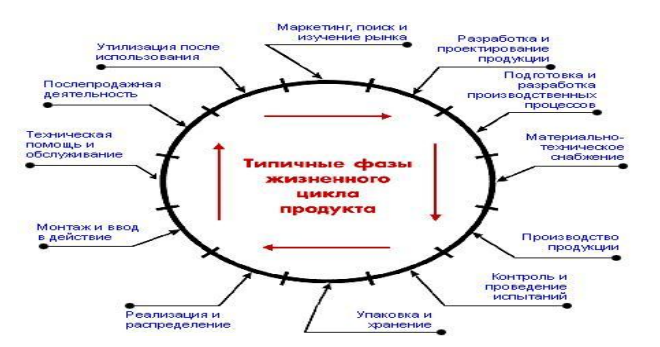 Маркетинг, поиск и
изучение рынка
Разработка и
проектирование
продукции
Подготовка и
разработка
производственных
процессов
Материально-
техническое
снабжение
Производство
продукции
Контроль и
проведение
испытаний
Упаковка и
хранение
Реализация и
распределение
Монтаж и ввод
в действие
Техническая
помощь и
обслуживание
Послепродажная
деятельность
Утилизация после
использования
Типичные фазы
жизненного
цикла
продукта